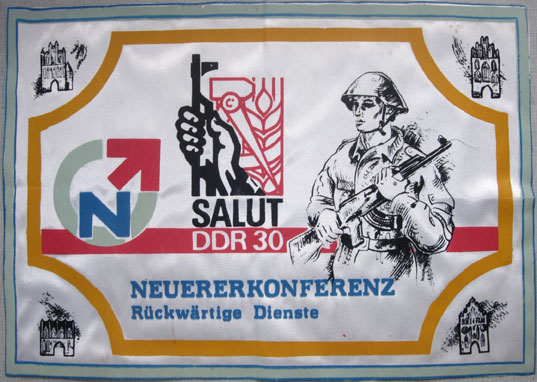 N
SALUT
DDR 30
NEUERERKONFERENZ
Rückwärtige Dienste